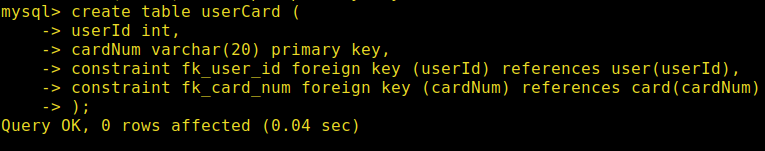 mysql> create table userCard (
    -> userId int,
    -> cardNum varchar(20) primary key,
    -> constraint fk_user_id foreign key (userId) references user(userId),
    -> constraint fk_card_num foreign key (cardNum) references card(cardNum)
    -> );
Query OK, 0 rows affected (0.04 sec)